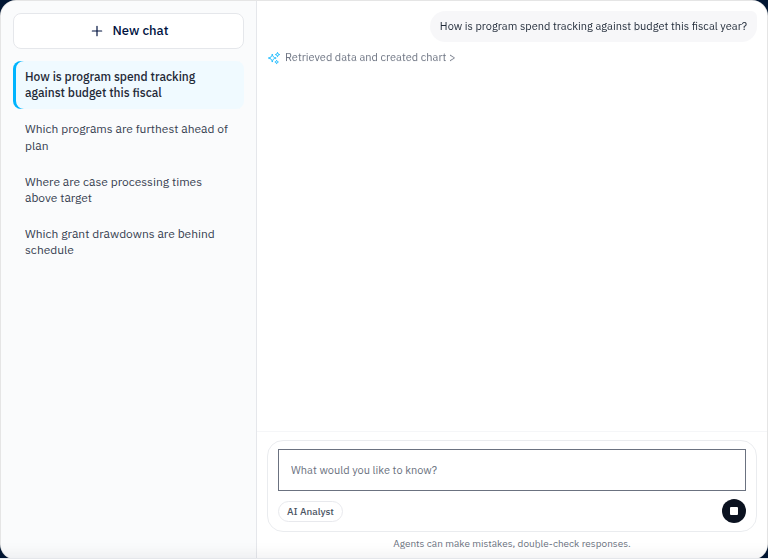 New chat
How is program spend tracking
against budget this fiscal
Which programs are furthest ahead of
plan
Where are case processing times
above target
Which grant drawdowns are behind
schedule
How is program spend tracking against budget this fiscal year?
Retrieved data and created chart >
What would you like to know?
AI Analyst
Agents can make mistakes, double-check responses.